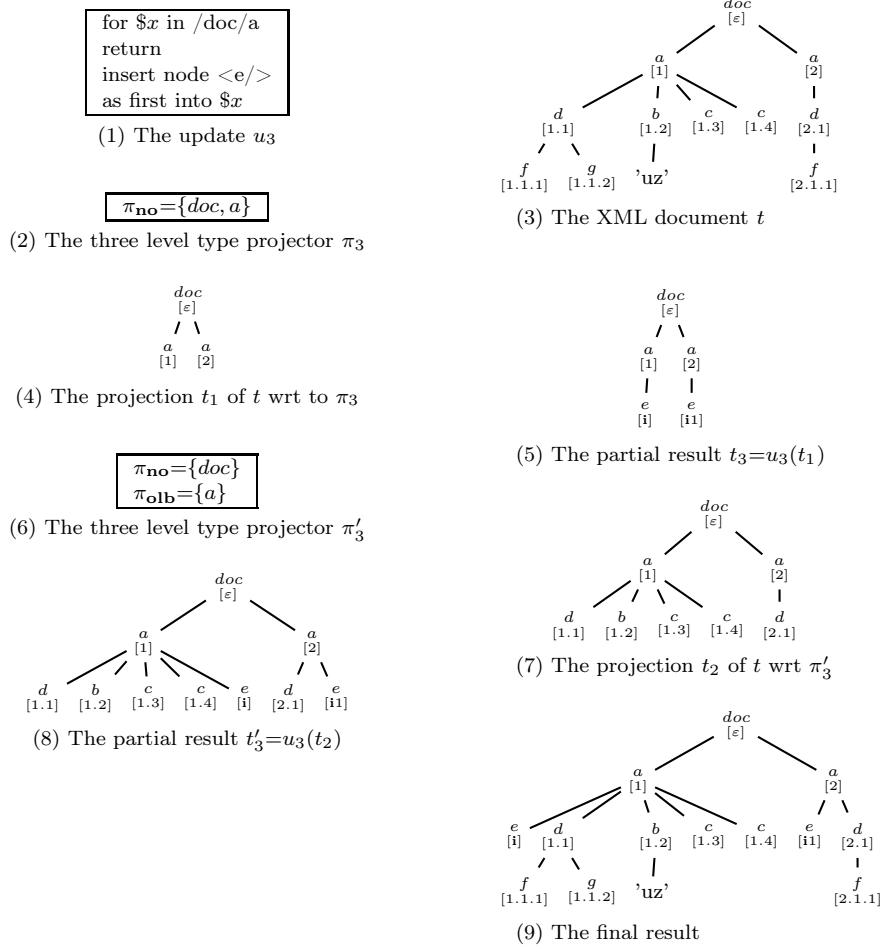 for $x in /doc/a
return
insert node <e/>
as first into $x
(1) The update u₃
π_no={doc, a}
(2) The three level type projector π₃
doc
[ε]
a a
[1] [2]
d b c c d
[1.1] [1.2] [1.3] [1.4] [2.1]
f g 'uz' f
[1.1.1] [1.1.2] [2.1.1]
(3) The XML document t
doc
[ε]
a a
[1] [2]
(4) The projection t₁ of t wrt to π₃
doc
[ε]
a a
[1] [2]
e e
[i] [i1]
(5) The partial result t₃=u₃(t₁)
π_no={doc}
π_olb={a}
(6) The three level type projector π′₃
doc
[ε]
a a
[1] [2]
d b c c d
[1.1] [1.2] [1.3] [1.4] [2.1]
(7) The projection t₂ of t wrt π′₃
doc
[ε]
a a
[1] [2]
d b c c e d e
[1.1] [1.2] [1.3] [1.4] [i] [2.1] [i1]
(8) The partial result t′₃=u₃(t₂)
doc
[ε]
a a
[1] [2]
e d b c c e d
[i] [1.1] [1.2] [1.3] [1.4] [i1] [2.1]
f g 'uz' f
[1.1.1] [1.1.2] [2.1.1]
(9) The final result